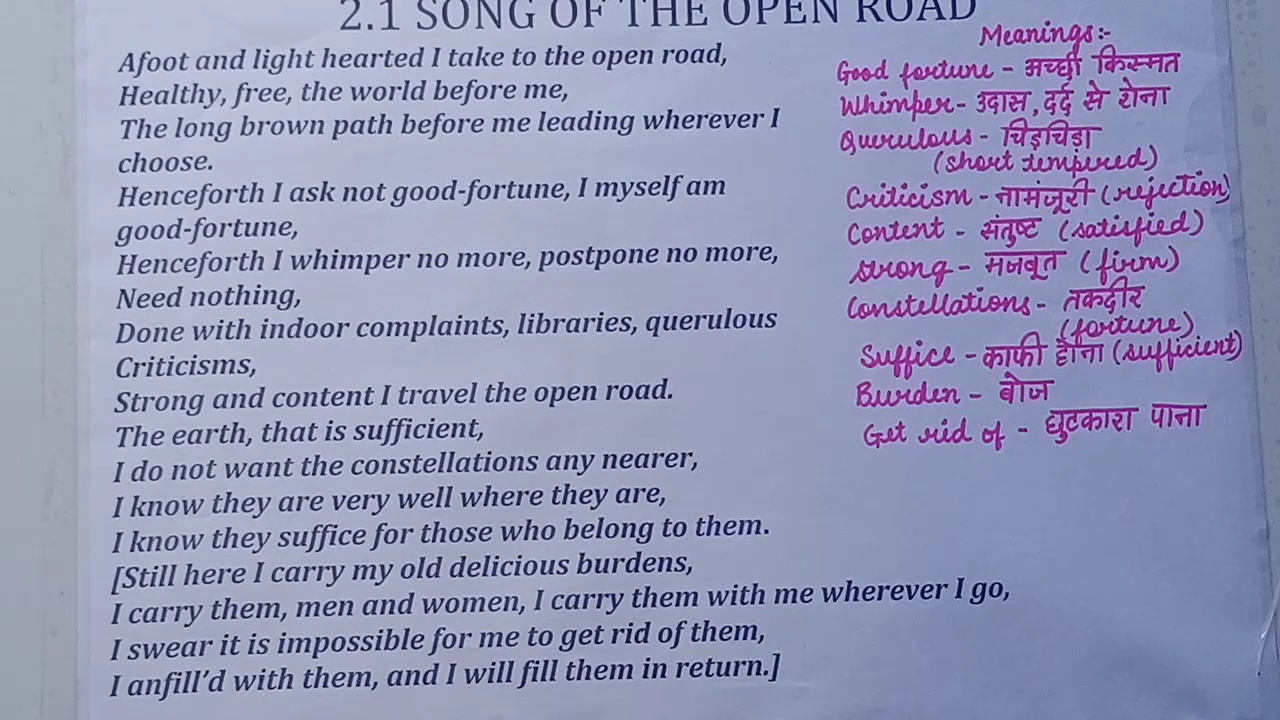 2.1 SONG OF THE OPEN ROAD
Afoot and light hearted I take to the open road,
Healthy, free, the world before me,
The long brown path before me leading wherever I
choose.
Henceforth I ask not good-fortune, I myself am
good-fortune,
Henceforth I whimper no more, postpone no more,
Need nothing,
Done with indoor complaints, libraries, querulous
Criticisms,
Strong and content I travel the open road.
The earth, that is sufficient,
I do not want the constellations any nearer,
I know they are very well where they are,
I know they suffice for those who belong to them.
[Still here I carry my old delicious burdens,
I carry them, men and women, I carry them with me wherever I go,
I swear it is impossible for me to get rid of them,
I anfill’d with them, and I will fill them in return.]
Meanings:-
Good fortune - अच्छी किस्मत
Whimper - उदास, दर्द से रोना
Querulous - चिड़चिड़ा
(short tempered)
Criticism - नामंजूरी (rejection)
Content - संतुष्ट (satisfied)
strong - मजबूत (firm)
Constellations - तकदीर
(fortune)
Suffice - काफी होना (sufficient)
Burden - बोज
Get rid of - छुटकारा पाना